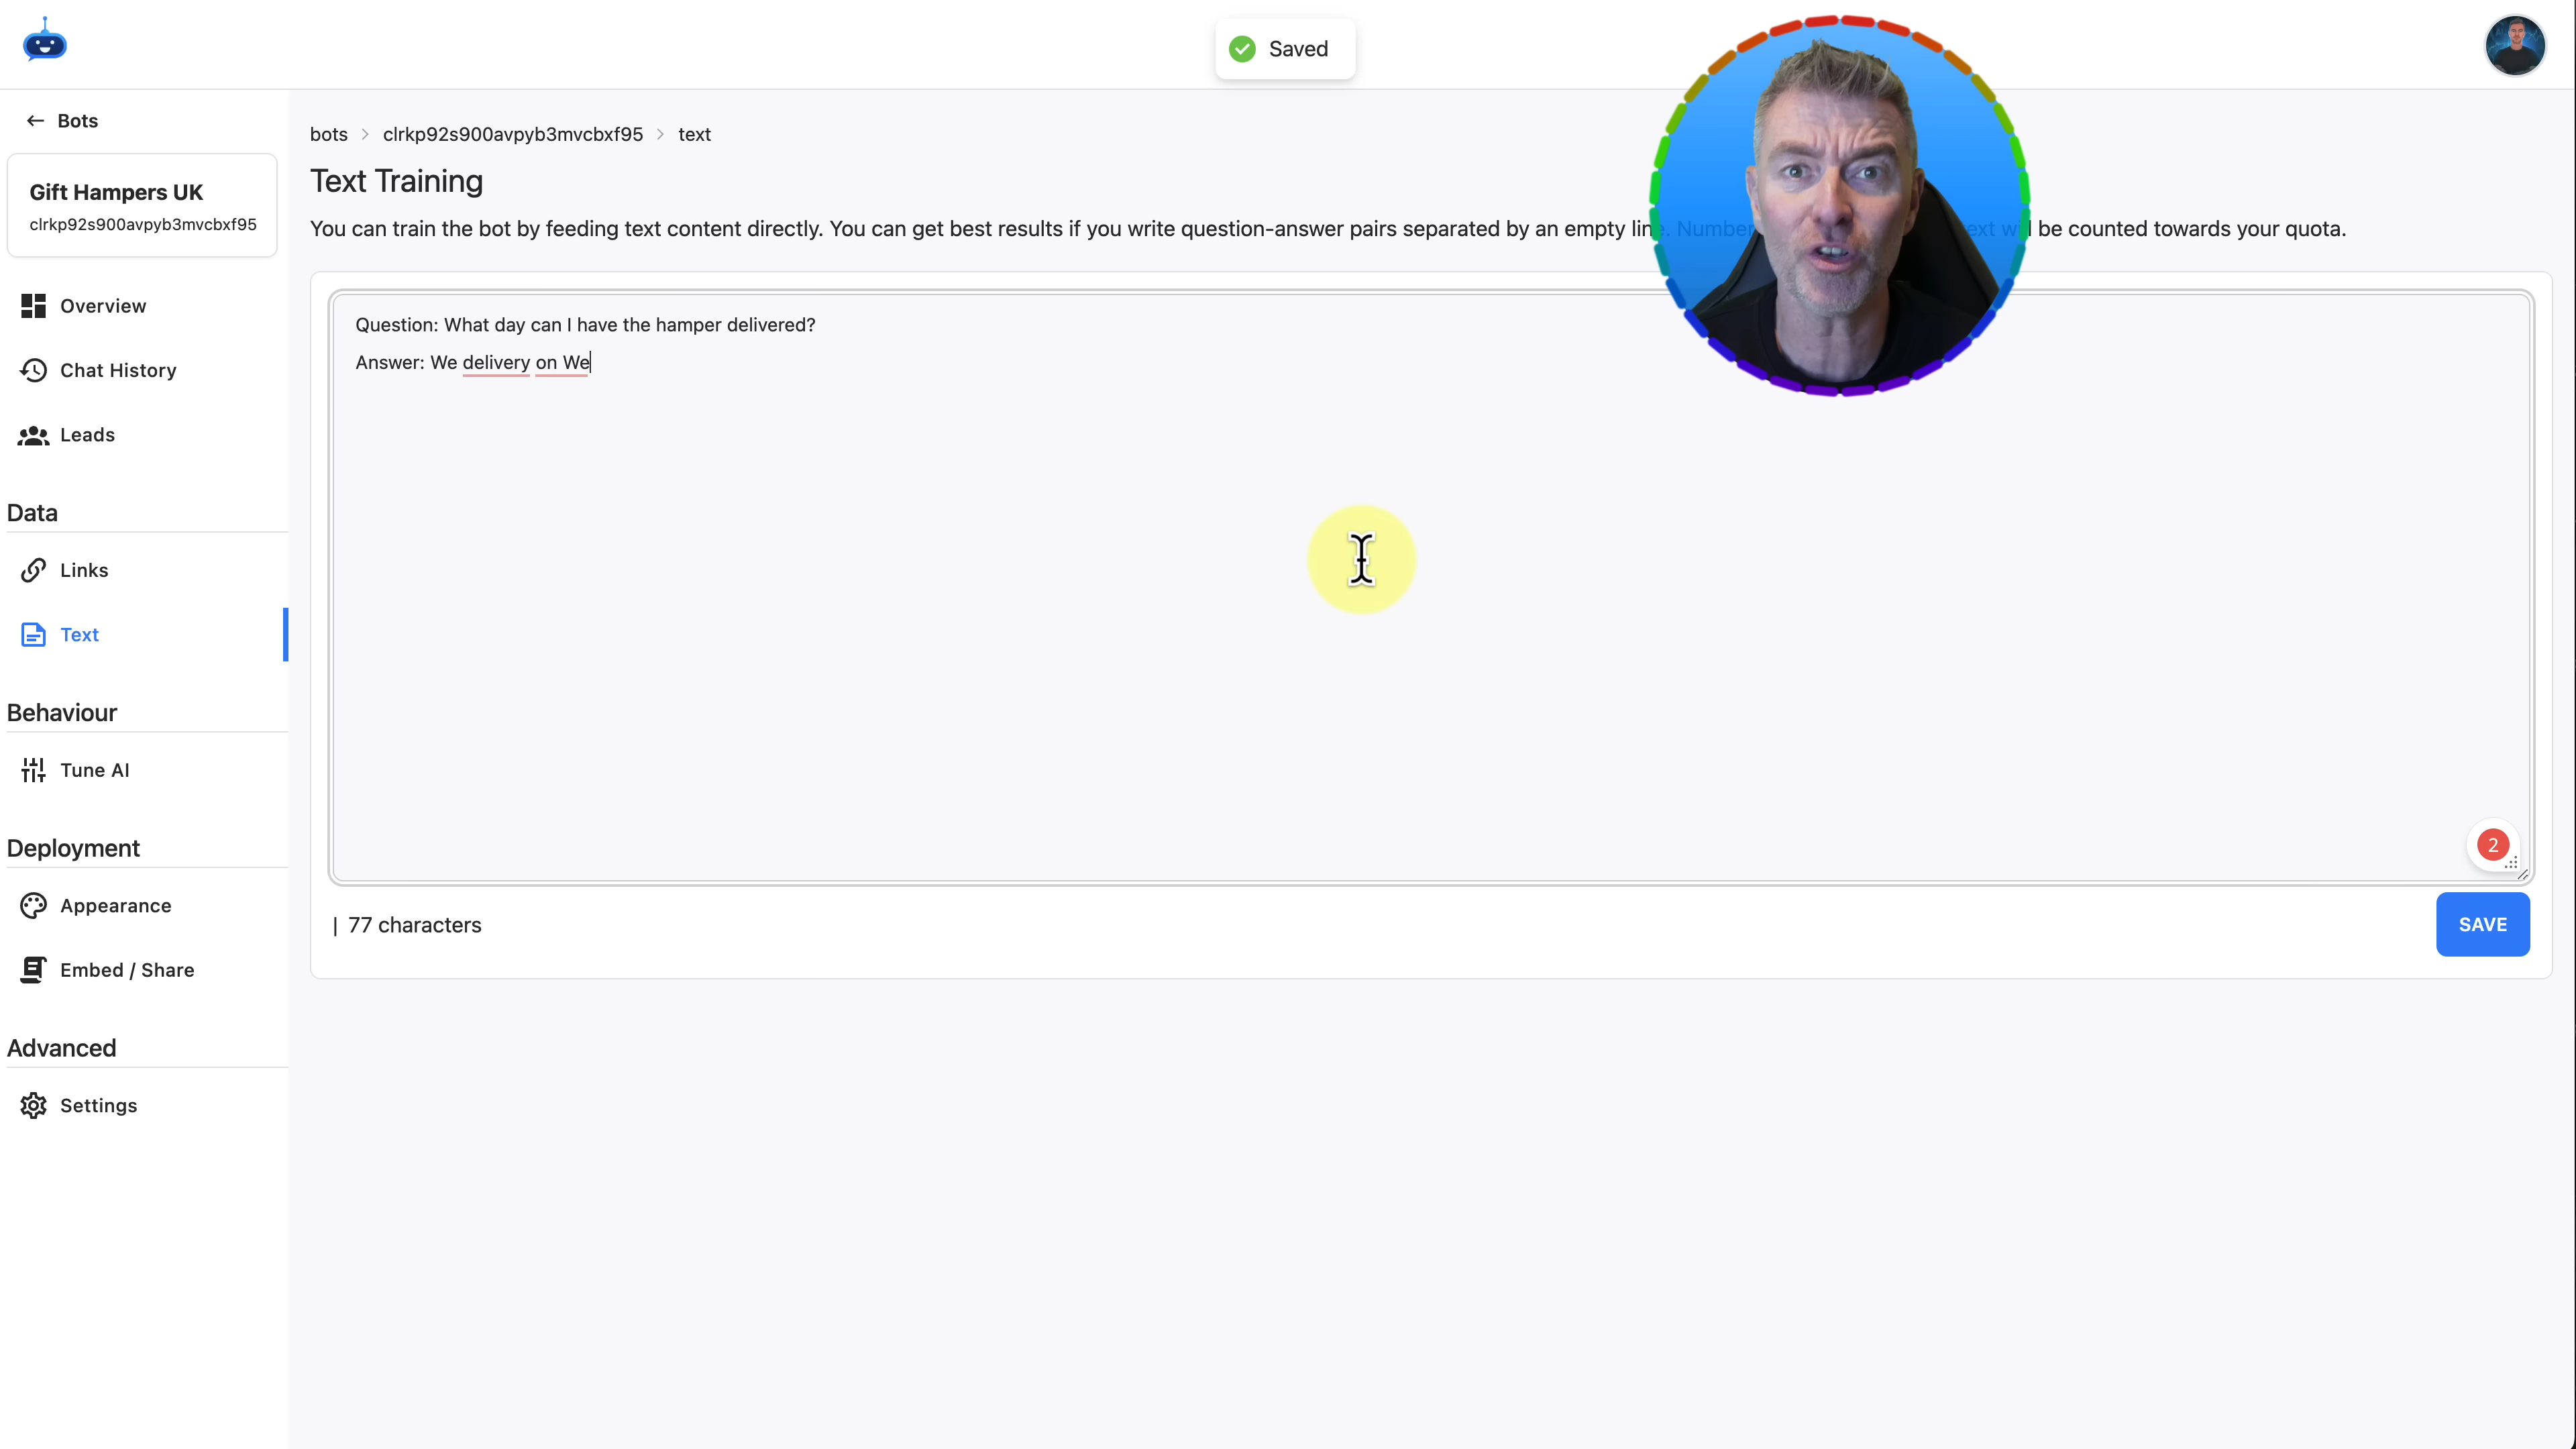 Saved
Bots
Gift Hampers UK
clrkp92s900avpyb3mvcbxf95
Overview
Chat History
Leads
Data
Links
Text
Behaviour
Tune AI
Deployment
Appearance
Embed / Share
Advanced
Settings
bots > clrkp92s900avpyb3mvcbxf95 > text
Text Training
You can train the bot by feeding text content directly. You can get best results if you write question-answer pairs separated by an empty line. Number will be counted towards your quota.
Question: What day can I have the hamper delivered?
Answer: We delivery on We
2
| 77 characters
SAVE